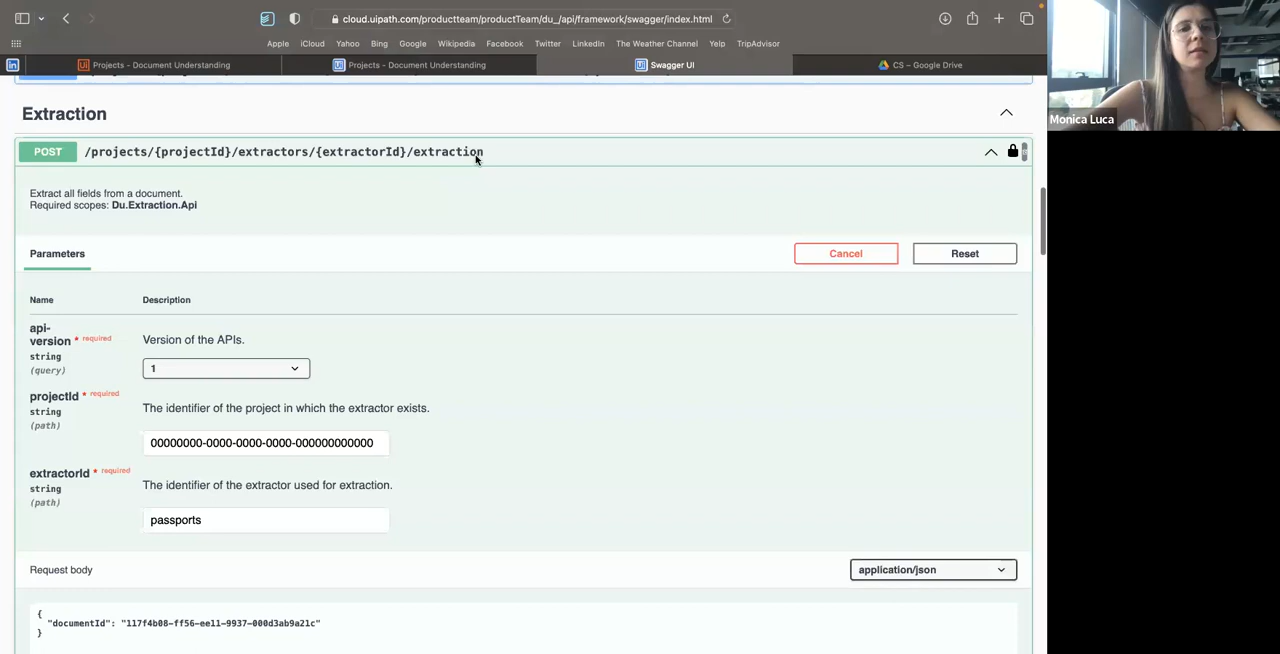 cloud.uipath.com/productteam/productTeam/du_/api/framework/swagger/index.html
Apple iCloud Yahoo Bing Google Wikipedia Facebook Twitter LinkedIn The Weather Channel Yelp TripAdvisor
Projects - Document Understanding Projects - Document Understanding Swagger UI CS – Google Drive
Monica Luca
Extraction
POST /projects/{projectId}/extractors/{extractorId}/extraction
Extract all fields from a document.
Required scopes: Du.Extraction.Api
Parameters Cancel Reset
Name Description
api-
version * required
string
(query)
Version of the APIs.
1
projectId * required
string
(path)
The identifier of the project in which the extractor exists.
00000000-0000-0000-0000-000000000000
extractorId * required
string
(path)
The identifier of the extractor used for extraction.
passports
Request body application/json
{
"documentId": "117f4b08-ff56-ee11-9937-000d3ab9a21c"
}